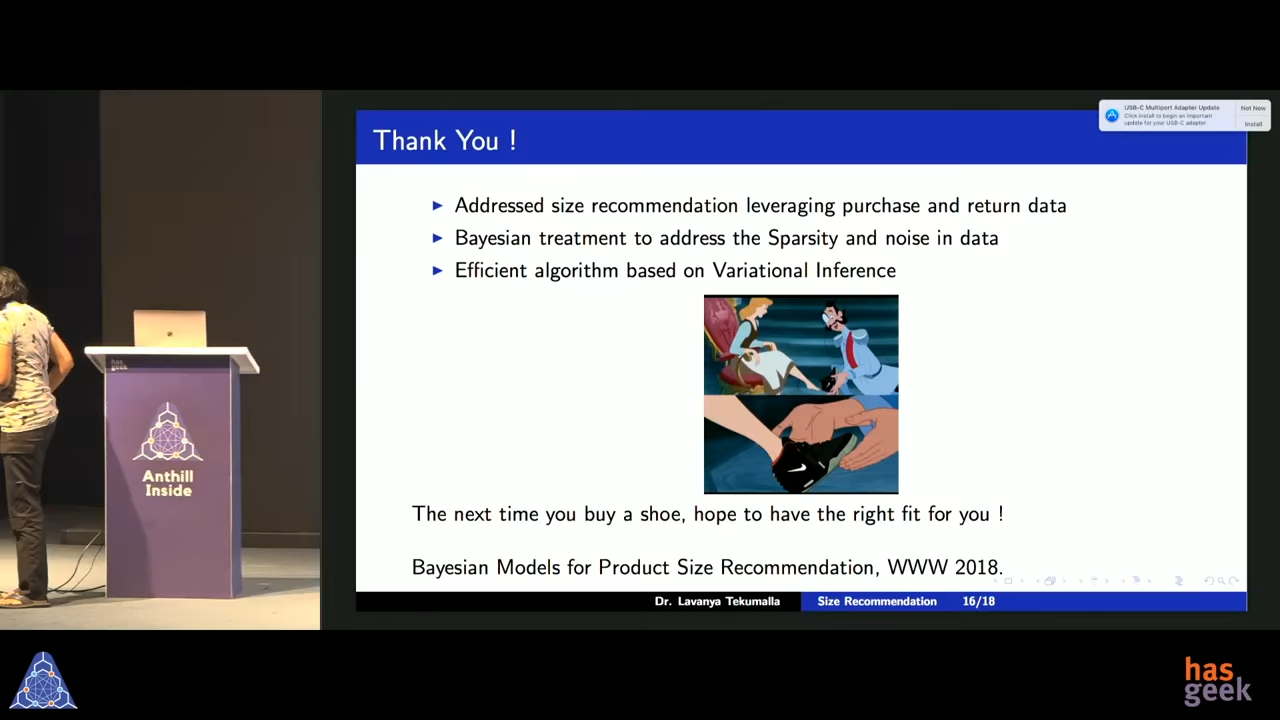 Thank You !
USB-C Multiport Adapter Update
Click Install to begin an important
update for your USB-C adapter.
Not Now
Install
▶ Addressed size recommendation leveraging purchase and return data
▶ Bayesian treatment to address the Sparsity and noise in data
▶ Efficient algorithm based on Variational Inference
has
geek
Anthill
Inside
The next time you buy a shoe, hope to have the right fit for you !
Bayesian Models for Product Size Recommendation, WWW 2018.
Dr. Lavanya Tekumalla
Size Recommendation
16/18
has
geek